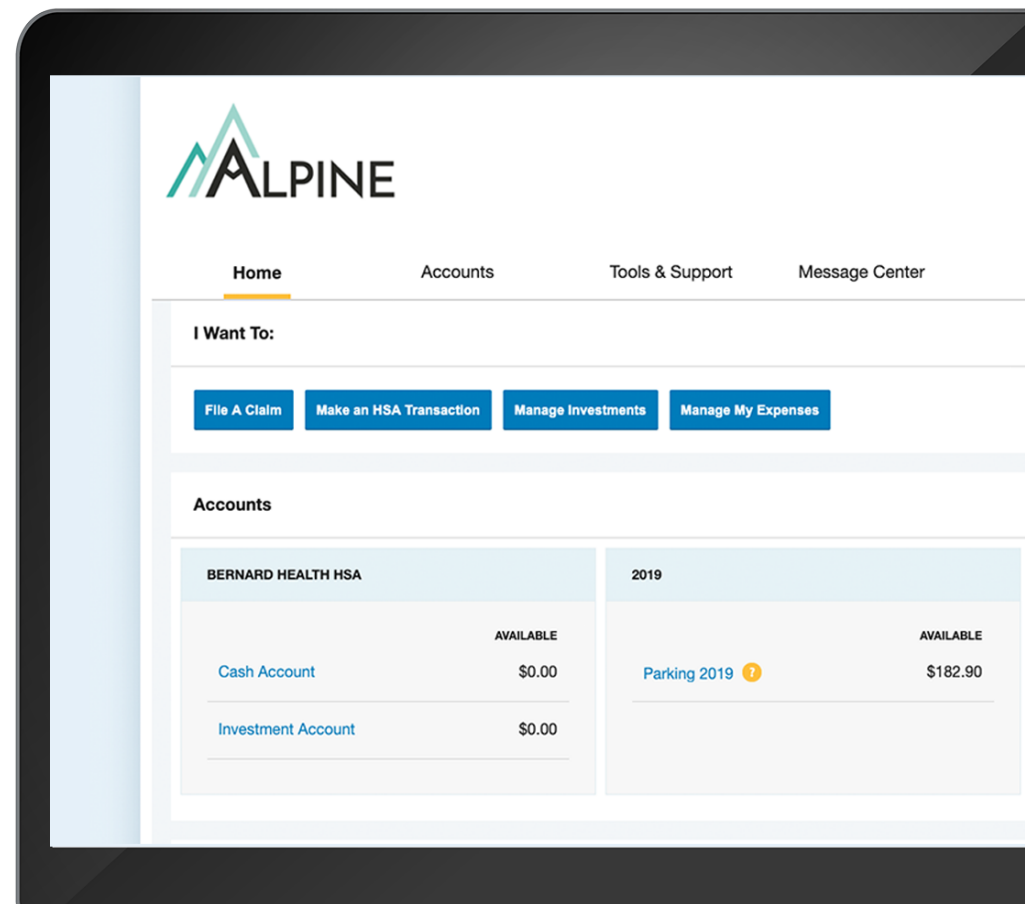 ALPINE
Home Accounts Tools & Support Message Center
I Want To:
File A Claim Make an HSA Transaction Manage Investments Manage My Expenses
Accounts
BERNARD HEALTH HSA 2019
AVAILABLE AVAILABLE
Cash Account $0.00 Parking 2019 ? $182.90
Investment Account $0.00